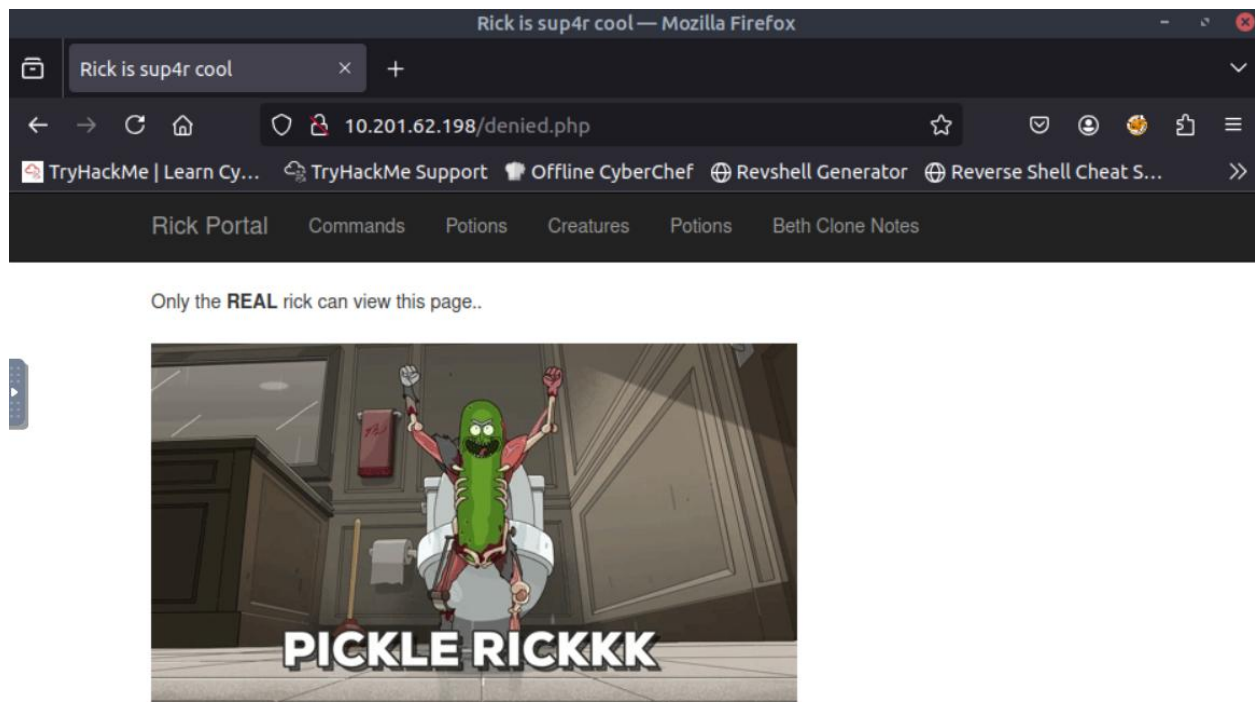 Rick is sup4r cool — Mozilla Firefox
Rick is sup4r cool
10.201.62.198/denied.php
TryHackMe | Learn Cy... TryHackMe Support Offline CyberChef Revshell Generator Reverse Shell Cheat S...
Rick Portal Commands Potions Creatures Potions Beth Clone Notes
Only the REAL rick can view this page..
PICKLE RICKKK